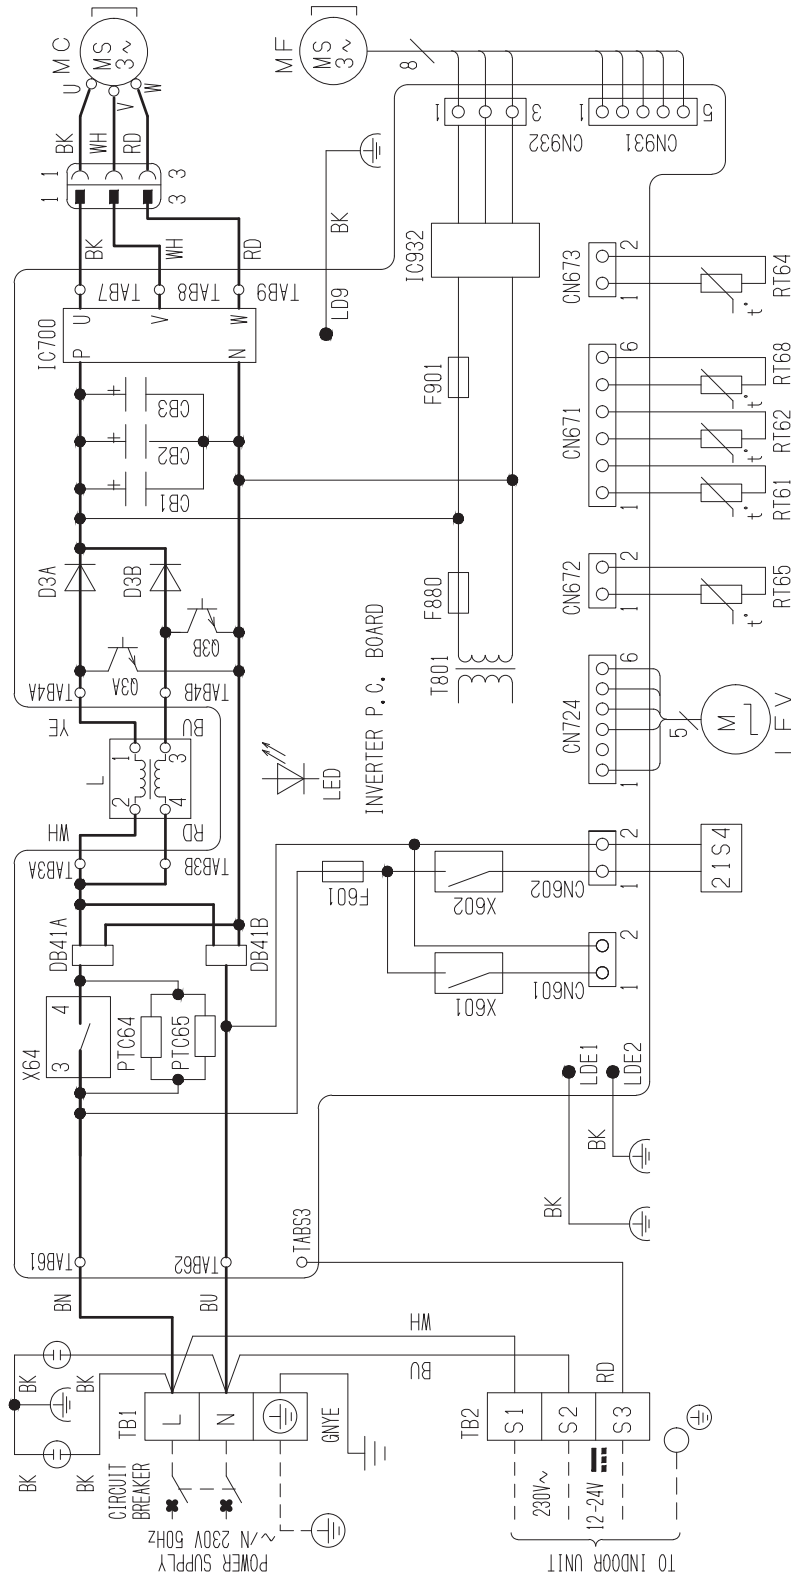 POWER SUPPLY
~/N 230V 50Hz
CIRCUIT
BREAKER
TB1
L
N
GNYE
BK
BK
BK
BK
BN
BU
TAB61
TAB62
TABS3
X64
3
4
PTC64
PTC65
DB41A
DB41B
TAB3A
TAB3B
WH
RD
L
2
1
4
3
YE
BU
TAB4A
TAB4B
Q3A
Q3B
D3A
D3B
CB1
+
CB2
+
CB3
+
IC700
P
U
V
N
W
TAB7
TAB8
TAB9
BK
WH
RD
1
1
3
3
BK
WH
RD
U
V
W
MC
MS
3~
LED
INVERTER P.C. BOARD
LD9
BK
MF
MS
3~
8
T801
F880
F901
IC932
1
3
CN932
1
5
CN931
F601
X601
X602
CN601
1
2
CN602
1
2
21S4
CN724
1
6
5
M
LEV
CN672
1
2
t°
RT65
CN671
1
6
t°
RT61
t°
RT62
t°
RT68
CN673
1
2
t°
RT64
LDE1
LDE2
BK
BK
WH
BU
RD
TB2
S1
S2
S3
230V~
12-24V
TO INDOOR UNIT